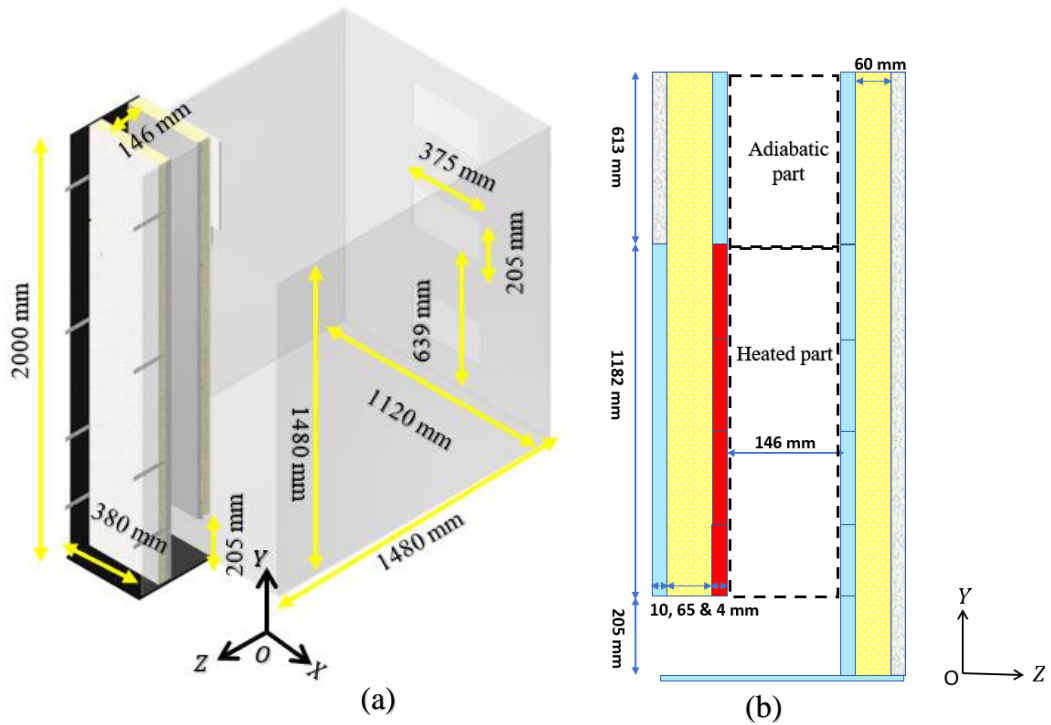 146 mm
2000 mm
380 mm
205 mm
375 mm
205 mm
639 mm
1120 mm
1480 mm
1480 mm
Y
Z
O
X
(a)
60 mm
613 mm
Adiabatic
part
1182 mm
Heated part
146 mm
10, 65 & 4 mm
205 mm
Y
O
Z
(b)